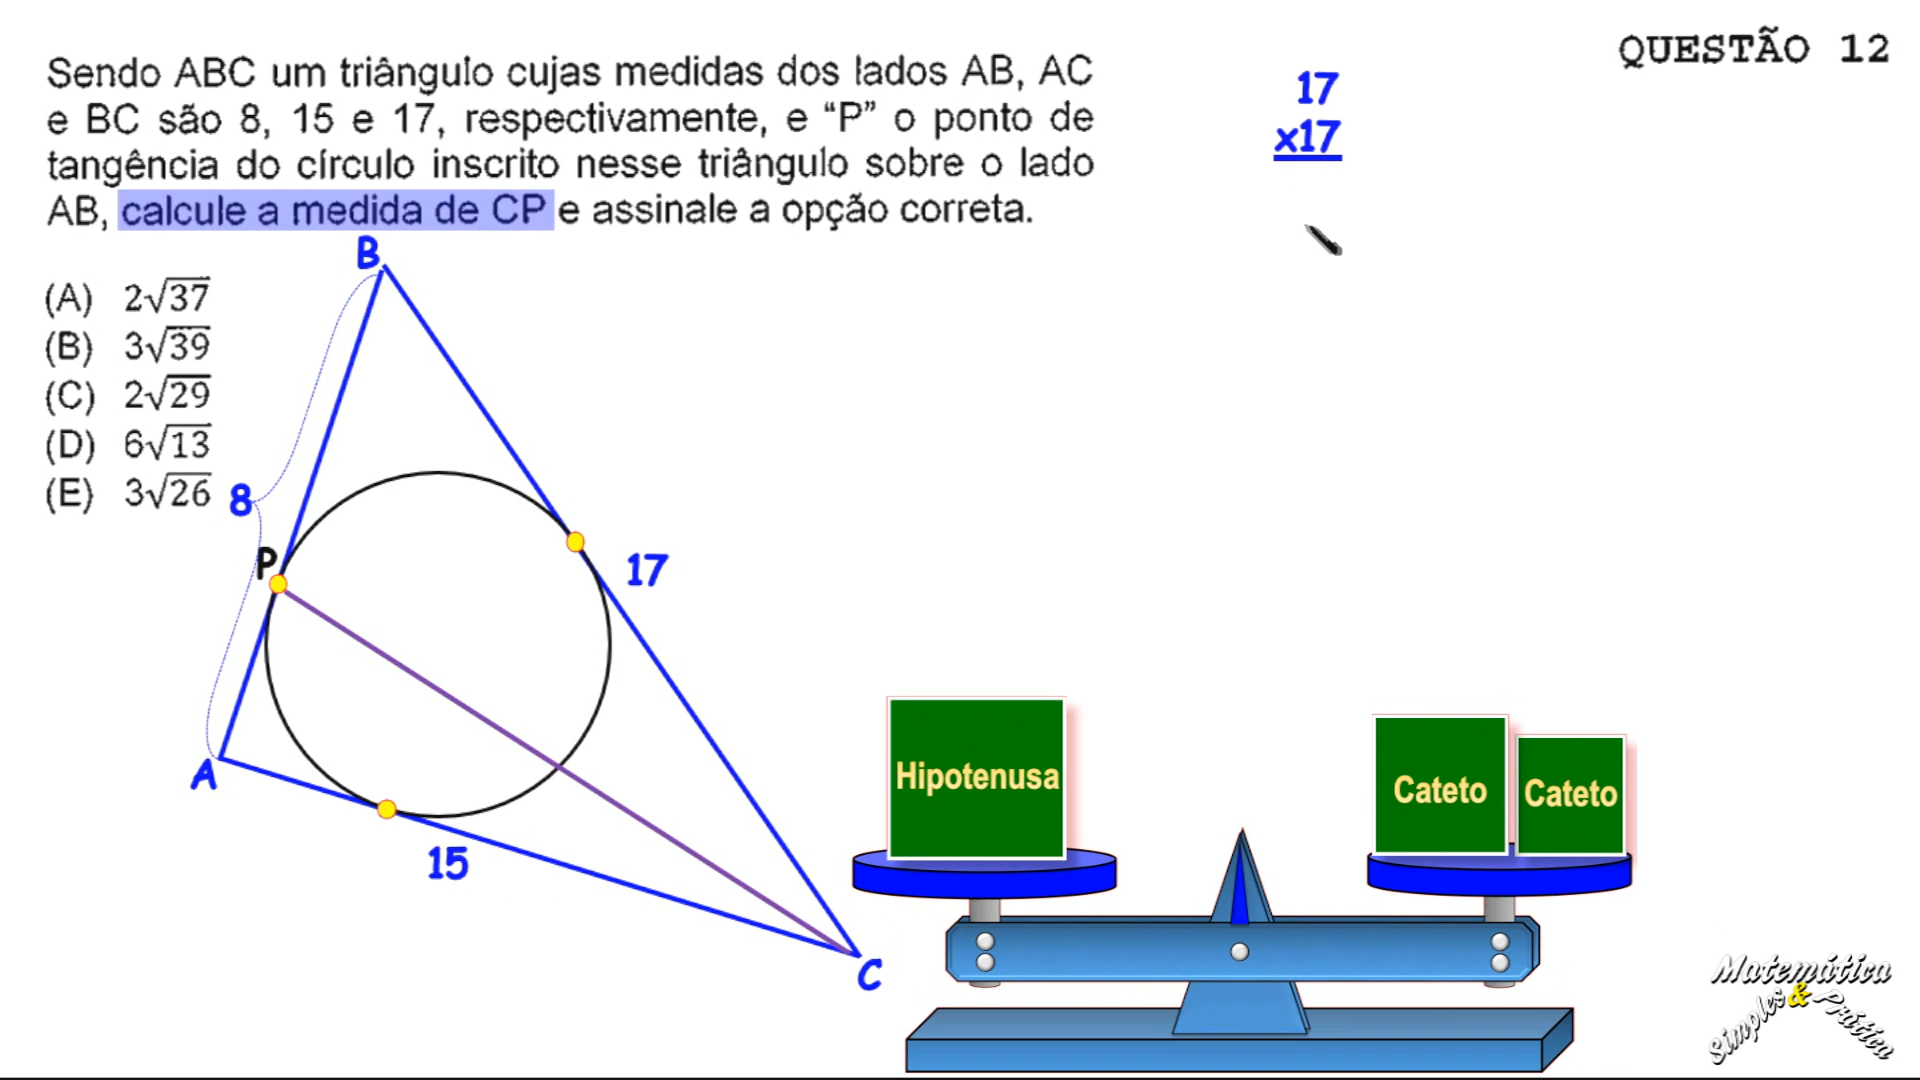 QUESTÃO 12
Sendo ABC um triângulo cujas medidas dos lados AB, AC
e BC são 8, 15 e 17, respectivamente, e “P” o ponto de
tangência do círculo inscrito nesse triângulo sobre o lado
AB, calcule a medida de CP e assinale a opção correta.
(A) 2√37
(B) 3√39
(C) 2√29
(D) 6√13
(E) 3√26
17
x17
B
8
P
17
A
15
C
Hipotenusa
Cateto
Cateto
Matemática
Simples & Prática